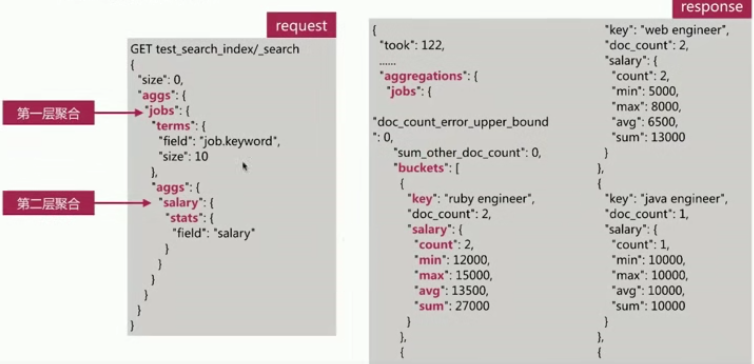 request
GET test_search_index/_search
{
"size": 0,
"aggs": {
"jobs": {
"terms": {
"field": "job.keyword",
"size": 10
},
"aggs": {
"salary": {
"stats": {
"field": "salary"
}
}
}
}
}
}
第一层聚合
第二层聚合
response
{
"took": 122,
......
"aggregations": {
"jobs": {
"doc_count_error_upper_bound
": 0,
"sum_other_doc_count": 0,
"buckets": [
{
"key": "ruby engineer",
"doc_count": 2,
"salary": {
"count": 2,
"min": 12000,
"max": 15000,
"avg": 13500,
"sum": 27000
}
},
{
"key": "web engineer",
"doc_count": 2,
"salary": {
"count": 2,
"min": 5000,
"max": 8000,
"avg": 6500,
"sum": 13000
}
},
{
"key": "java engineer",
"doc_count": 1,
"salary": {
"count": 1,
"min": 10000,
"max": 10000,
"avg": 10000,
"sum": 10000
}
},
{